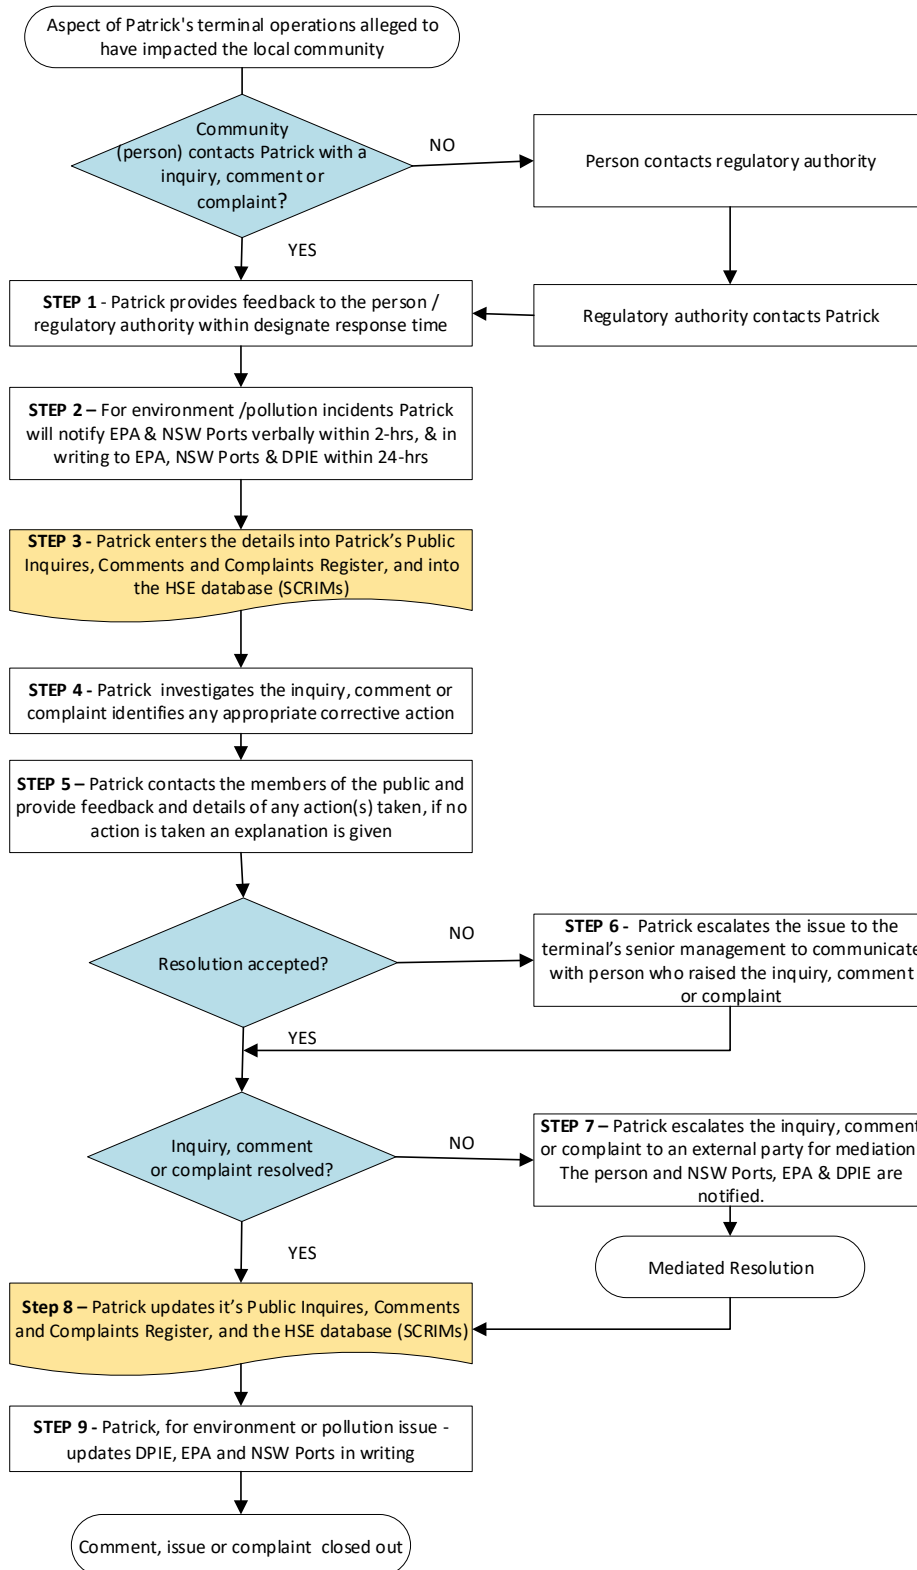 Aspect of Patrick's terminal operations alleged to
have impacted the local community
Community
(person) contacts Patrick with a
inquiry, comment or
complaint?
NO
Person contacts regulatory authority
YES
STEP 1 - Patrick provides feedback to the person /
regulatory authority within designate response time
Regulatory authority contacts Patrick
STEP 2 – For environment /pollution incidents Patrick
will notify EPA & NSW Ports verbally within 2-hrs, & in
writing to EPA, NSW Ports & DPIE within 24-hrs
STEP 3 - Patrick enters the details into Patrick's Public
Inquires, Comments and Complaints Register, and into
the HSE database (SCRIMs)
STEP 4 - Patrick investigates the inquiry, comment or
complaint identifies any appropriate corrective action
STEP 5 – Patrick contacts the members of the public and
provide feedback and details of any action(s) taken, if no
action is taken an explanation is given
Resolution accepted?
NO
STEP 6 - Patrick escalates the issue to the
terminal's senior management to communicate
with person who raised the inquiry, comment
or complaint
YES
Inquiry, comment
or complaint resolved?
NO
STEP 7 – Patrick escalates the inquiry, comment
or complaint to an external party for mediation
The person and NSW Ports, EPA & DPIE are
notified.
YES
Mediated Resolution
Step 8 – Patrick updates it's Public Inquires, Comments
and Complaints Register, and the HSE database (SCRIMs)
STEP 9 - Patrick, for environment or pollution issue -
updates DPIE, EPA and NSW Ports in writing
Comment, issue or complaint closed out